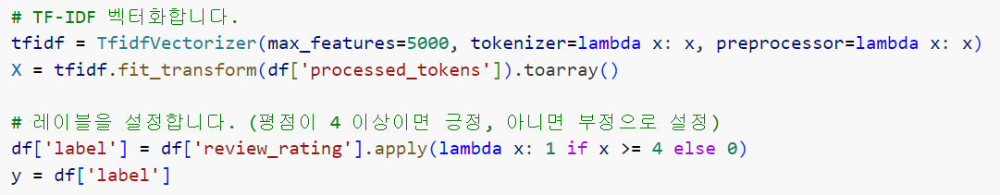 # TF-IDF 벡터화합니다.
tfidf = TfidfVectorizer(max_features=5000, tokenizer=lambda x: x, preprocessor=lambda x: x)
X = tfidf.fit_transform(df['processed_tokens']).toarray()
# 레이블을 설정합니다. (평점이 4 이상이면 긍정, 아니면 부정으로 설정)
df['label'] = df['review_rating'].apply(lambda x: 1 if x >= 4 else 0)
y = df['label']